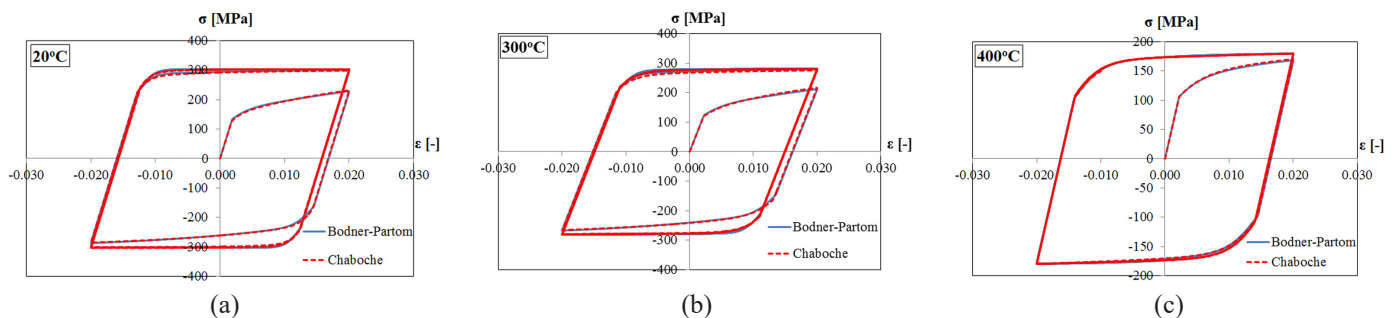 σ [MPa]
20°C
400
300
200
100
0
-100
-200
-300
-400
-0.030
-0.020
-0.010
0.000
0.010
0.020
0.030
ε [-]
Bodner-Partom
Chaboche
(a)
σ [MPa]
300°C
400
300
200
100
0
-100
-200
-300
-400
-0.030
-0.020
-0.010
0.000
0.010
0.020
0.030
ε [-]
Bodner-Partom
Chaboche
(b)
σ [MPa]
400°C
200
150
100
50
0
-50
-100
-150
-200
-0.030
-0.020
-0.010
0.000
0.010
0.020
0.030
ε [-]
Bodner-Partom
Chaboche
(c)